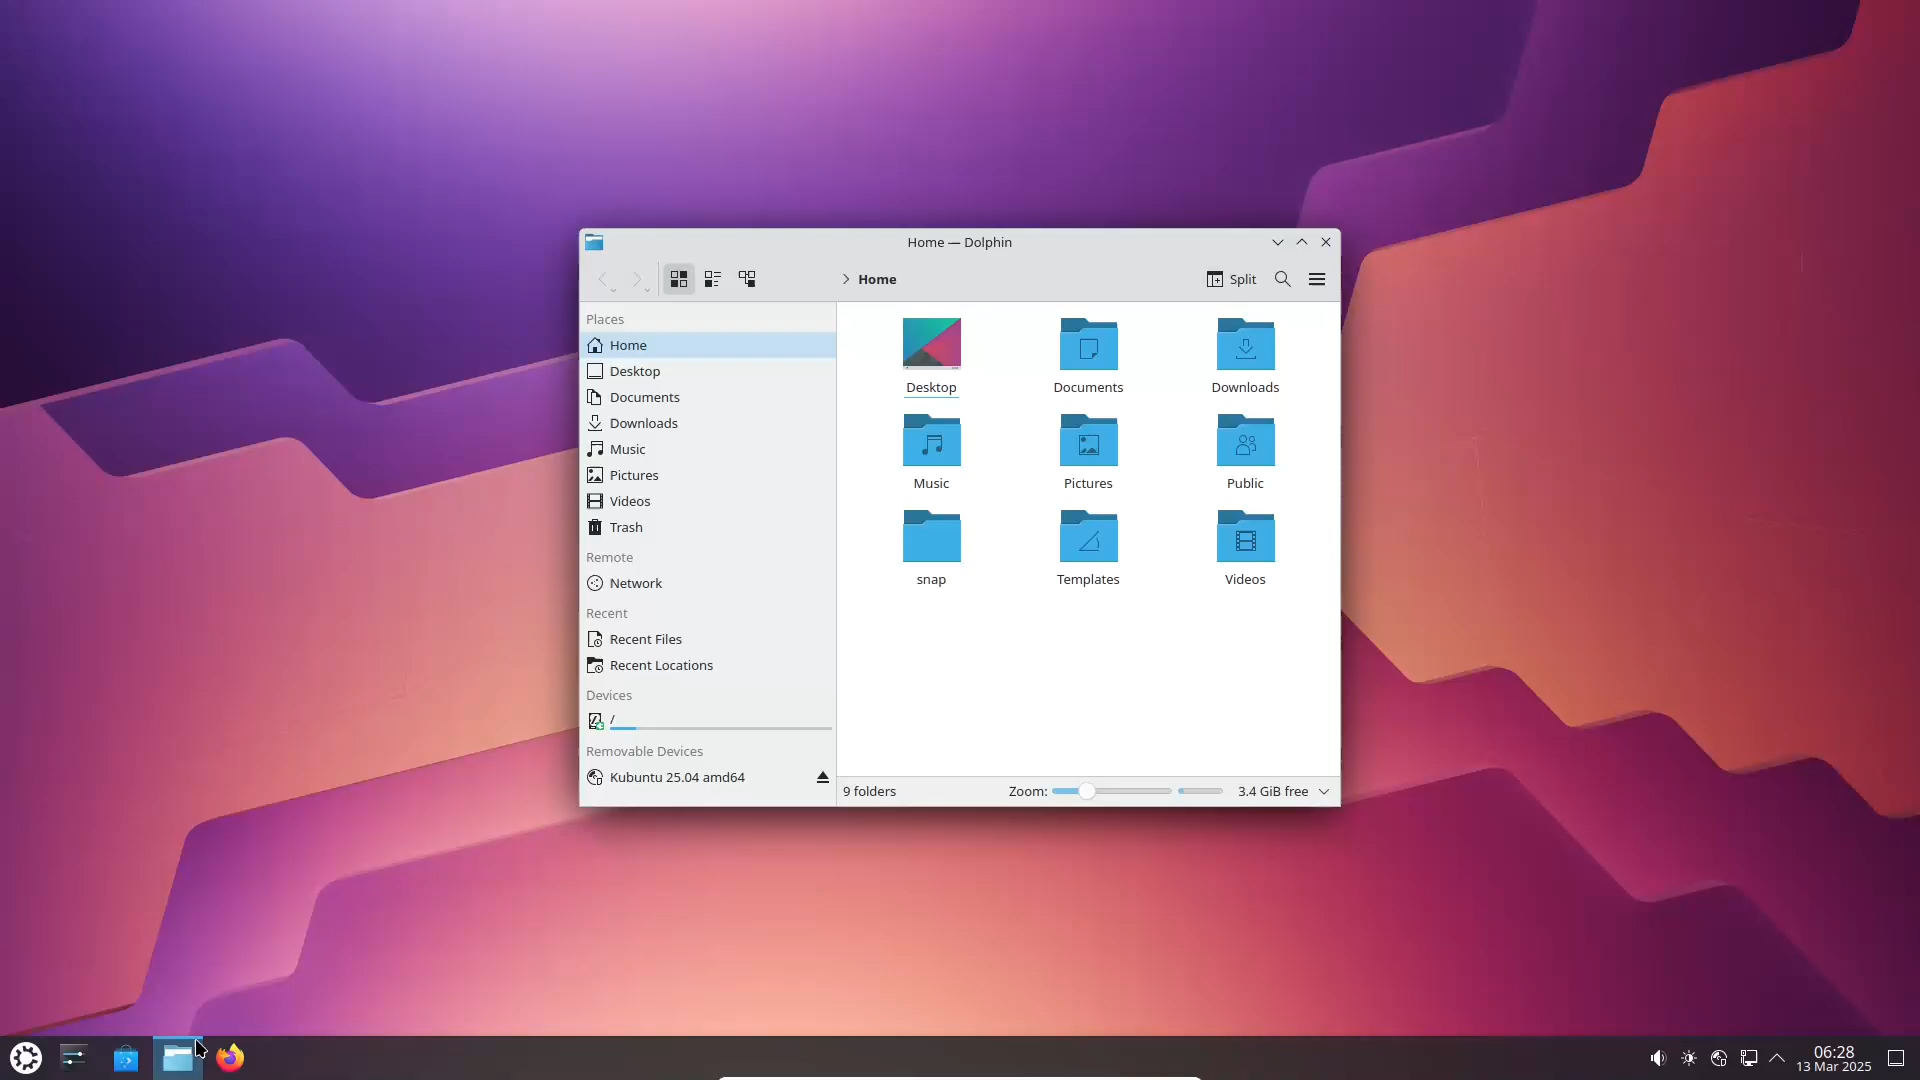 Home — Dolphin
Home
Split
Places
Home
Desktop
Documents
Downloads
Music
Pictures
Videos
Trash
Remote
Network
Recent
Recent Files
Recent Locations
Devices
/
Removable Devices
Kubuntu 25.04 amd64
Desktop
Documents
Downloads
Music
Pictures
Public
snap
Templates
Videos
9 folders
Zoom:
3.4 GiB free
06:28
13 Mar 2025